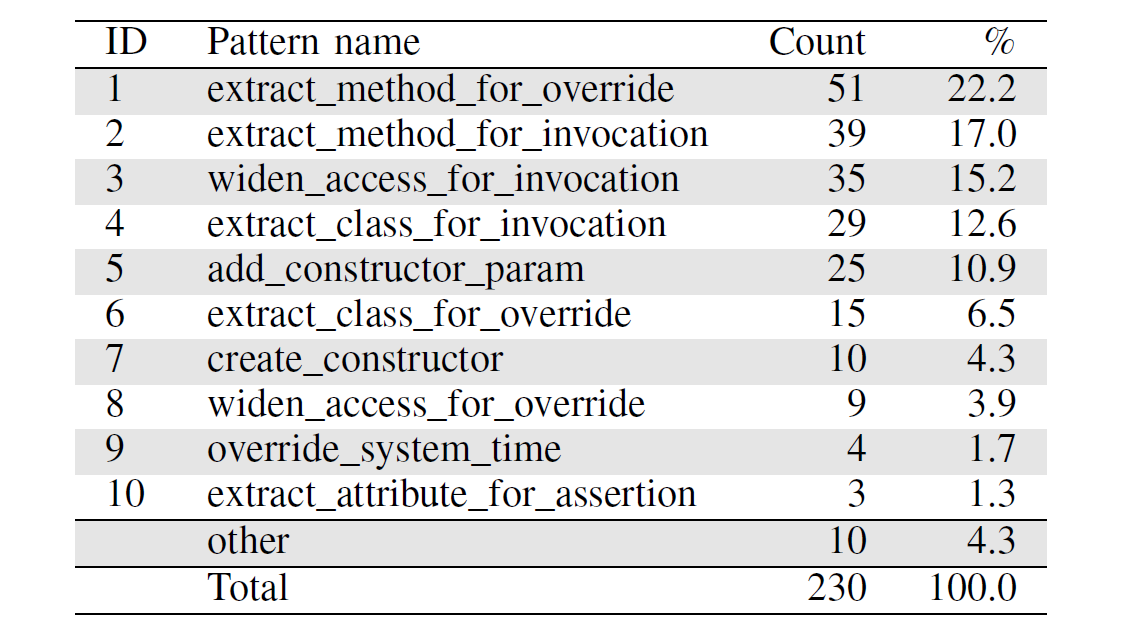 ID Pattern name Count %
1 extract_method_for_override 51 22.2
2 extract_method_for_invocation 39 17.0
3 widen_access_for_invocation 35 15.2
4 extract_class_for_invocation 29 12.6
5 add_constructor_param 25 10.9
6 extract_class_for_override 15 6.5
7 create_constructor 10 4.3
8 widen_access_for_override 9 3.9
9 override_system_time 4 1.7
10 extract_attribute_for_assertion 3 1.3
other 10 4.3
Total 230 100.0